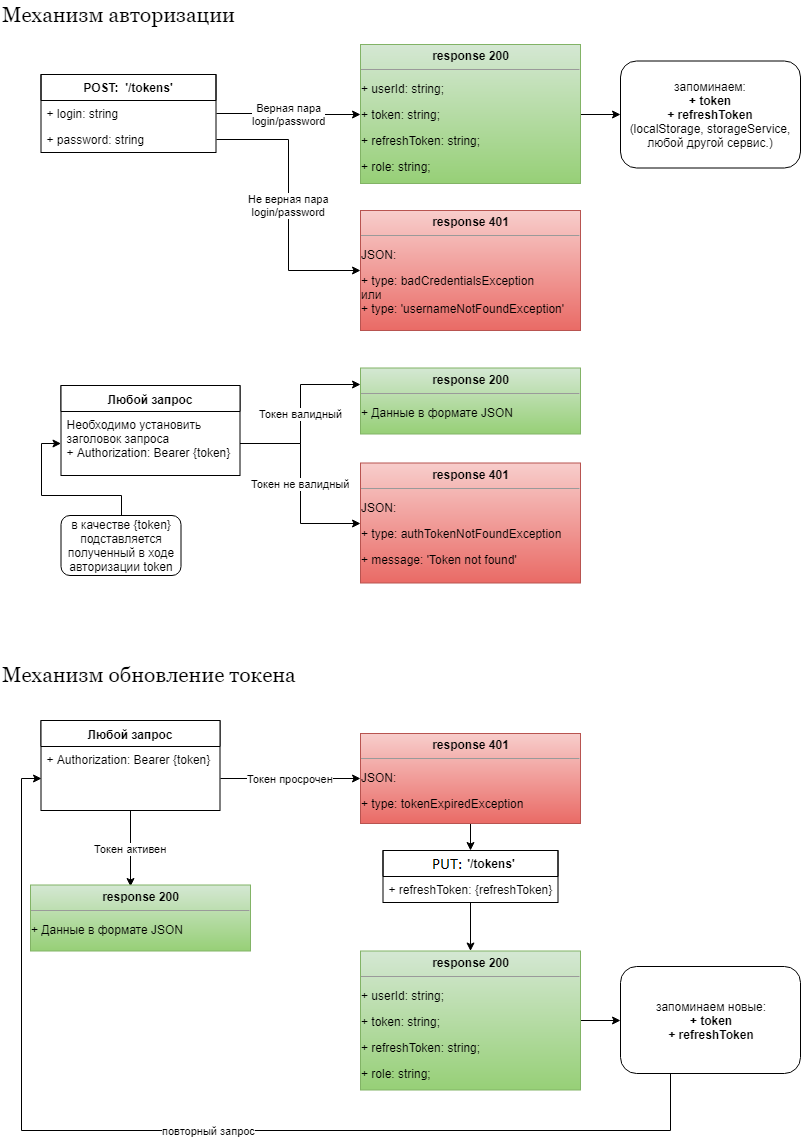 Механизм авторизации
POST: '/tokens'
+ login: string
+ password: string
Верная пара
login/password
response 200
+ userId: string;
+ token: string;
+ refreshToken: string;
+ role: string;
запоминаем:
+ token
+ refreshToken
(localStorage, storageService,
любой другой сервис.)
Не верная пара
login/password
response 401
JSON:
+ type: badCredentialsException
или
+ type: 'usernameNotFoundException'
Любой запрос
Необходимо установить
заголовок запроса
+ Authorization: Bearer {token}
в качестве {token}
подставляется
полученный в ходе
авторизации token
Токен валидный
response 200
+ Данные в формате JSON
Токен не валидный
response 401
JSON:
+ type: authTokenNotFoundException
+ message: 'Token not found'
Механизм обновление токена
Любой запрос
+ Authorization: Bearer {token}
Токен просрочен
response 401
JSON:
+ type: tokenExpiredException
Токен активен
response 200
+ Данные в формате JSON
PUT: '/tokens'
+ refreshToken: {refreshToken}
response 200
+ userId: string;
+ token: string;
+ refreshToken: string;
+ role: string;
запоминаем новые:
+ token
+ refreshToken
повторный запрос